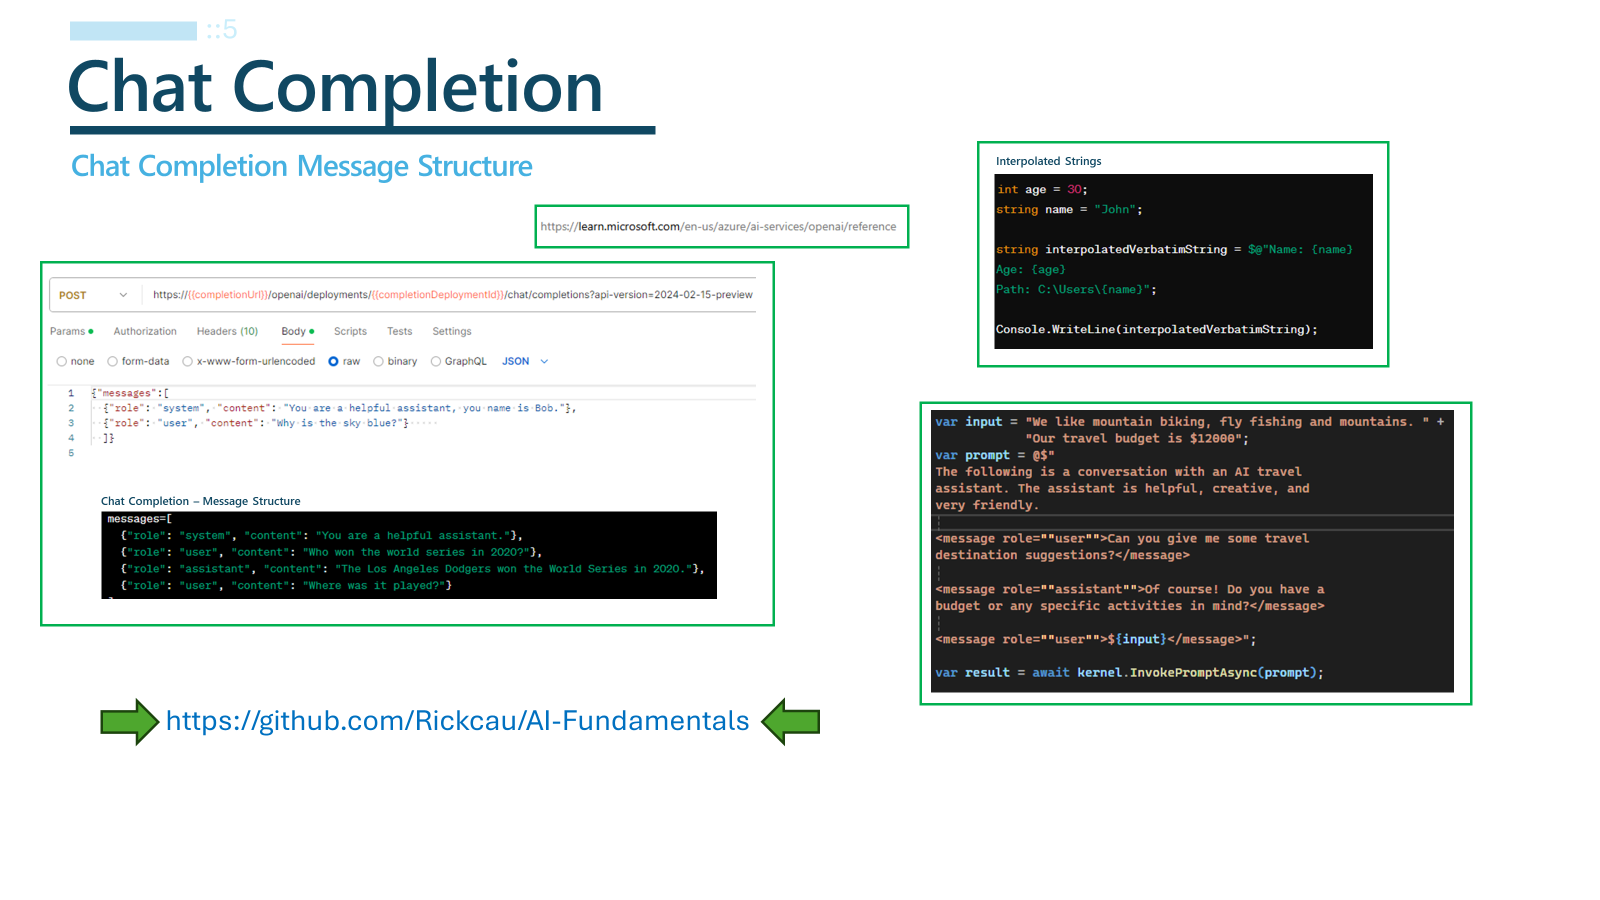 ::5
Chat Completion
Chat Completion Message Structure
https://learn.microsoft.com/en-us/azure/ai-services/openai/reference
POST https://{{completionUrl}}/openai/deployments/{{completionDeploymentId}}/chat/completions?api-version=2024-02-15-preview
Params Authorization Headers (10) Body Scripts Tests Settings
none form-data x-www-form-urlencoded raw binary GraphQL JSON
1 {"messages":[
2 {"role": "system", "content": "You are a helpful assistant, you name is Bob."},
3 {"role": "user", "content": "Why is the sky blue?"}
4 ]}
5
Chat Completion – Message Structure
messages=[
{"role": "system", "content": "You are a helpful assistant."},
{"role": "user", "content": "Who won the world series in 2020?"},
{"role": "assistant", "content": "The Los Angeles Dodgers won the World Series in 2020."},
{"role": "user", "content": "Where was it played?"}
https://github.com/Rickcau/AI-Fundamentals
Interpolated Strings
int age = 30;
string name = "John";
string interpolatedVerbatimString = $@"Name: {name}
Age: {age}
Path: C:\Users\{name}";
Console.WriteLine(interpolatedVerbatimString);
var input = "We like mountain biking, fly fishing and mountains. " +
"Our travel budget is $12000";
var prompt = @$"
The following is a conversation with an AI travel
assistant. The assistant is helpful, creative, and
very friendly.
<message role=""user"">Can you give me some travel
destination suggestions?</message>
<message role=""assistant"">Of course! Do you have a
budget or any specific activities in mind?</message>
<message role=""user"">${input}</message>";
var result = await kernel.InvokePromptAsync(prompt);